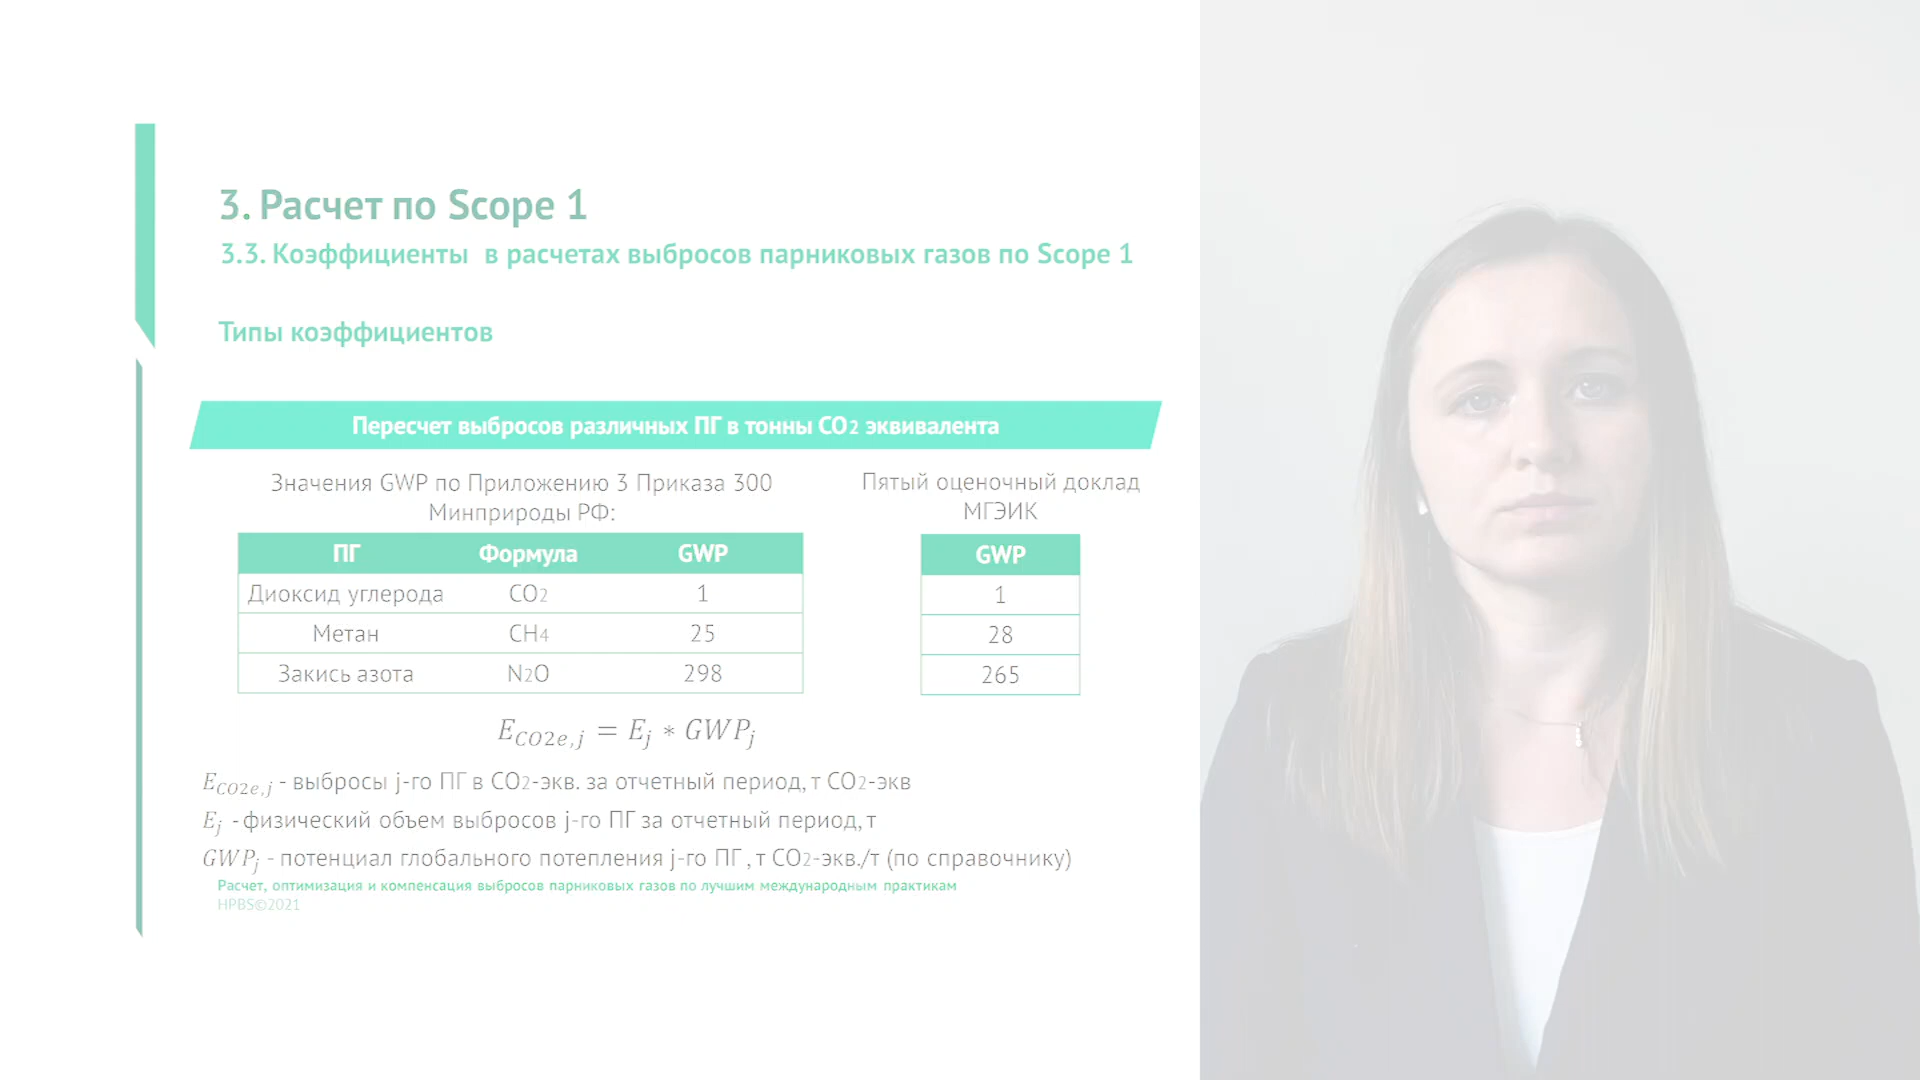 3. Расчет по Scope 1
3.3. Коэффициенты в расчетах выбросов парниковых газов по Scope 1
Типы коэффициентов
Пересчет выбросов различных ПГ в тонны CO2 эквивалента
Значения GWP по Приложению 3 Приказа 300
Минприроды РФ:
ПГ Формула GWP
Диоксид углерода CO2 1
Метан CH4 25
Закись азота N2O 298
Пятый оценочный доклад
МГЭИК
GWP
1
28
265
E_CO2e,j = E_j * GWP_j
E_CO2e,j - выбросы j-го ПГ в CO2-экв. за отчетный период, т CO2-экв
E_j - физический объем выбросов j-го ПГ за отчетный период, т
GWP_j - потенциал глобального потепления j-го ПГ , т CO2-экв./т (по справочнику)
Расчет, оптимизация и компенсация выбросов парниковых газов по лучшим международным практикам
HPBS©2021